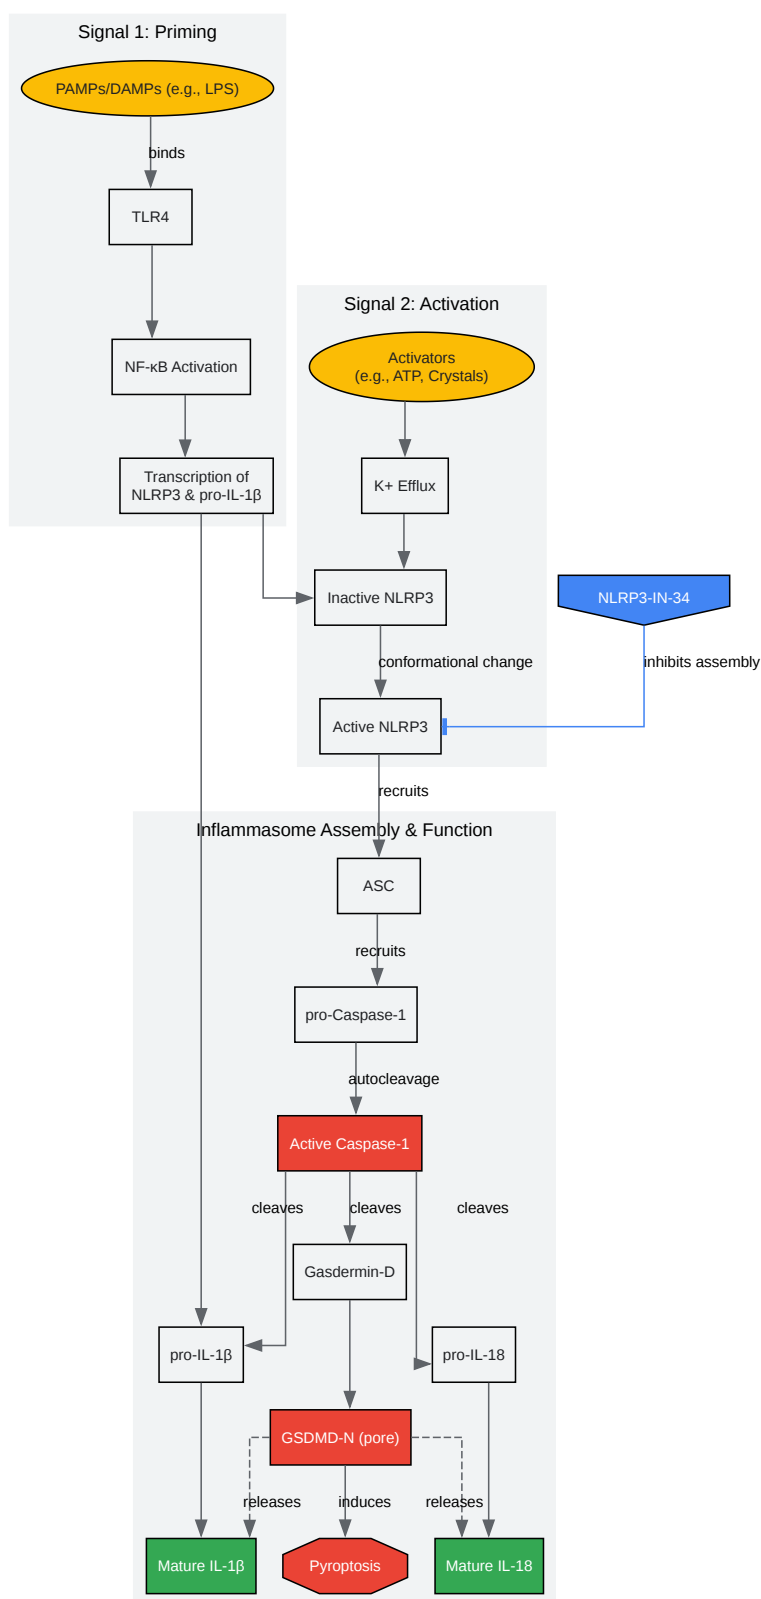 Signal 1: Priming
PAMPs/DAMPs (e.g., LPS)
binds
TLR4
NF-κB Activation
Transcription of
NLRP3 & pro-IL-1β
Signal 2: Activation
Activators
(e.g., ATP, Crystals)
K+ Efflux
Inactive NLRP3
NLRP3-IN-34
conformational change
inhibits assembly
Active NLRP3
recruits
Inflammasome Assembly & Function
ASC
recruits
pro-Caspase-1
autocleavage
Active Caspase-1
cleaves
cleaves
cleaves
Gasdermin-D
pro-IL-1β
pro-IL-18
GSDMD-N (pore)
releases
induces
releases
Mature IL-1β
Pyroptosis
Mature IL-18